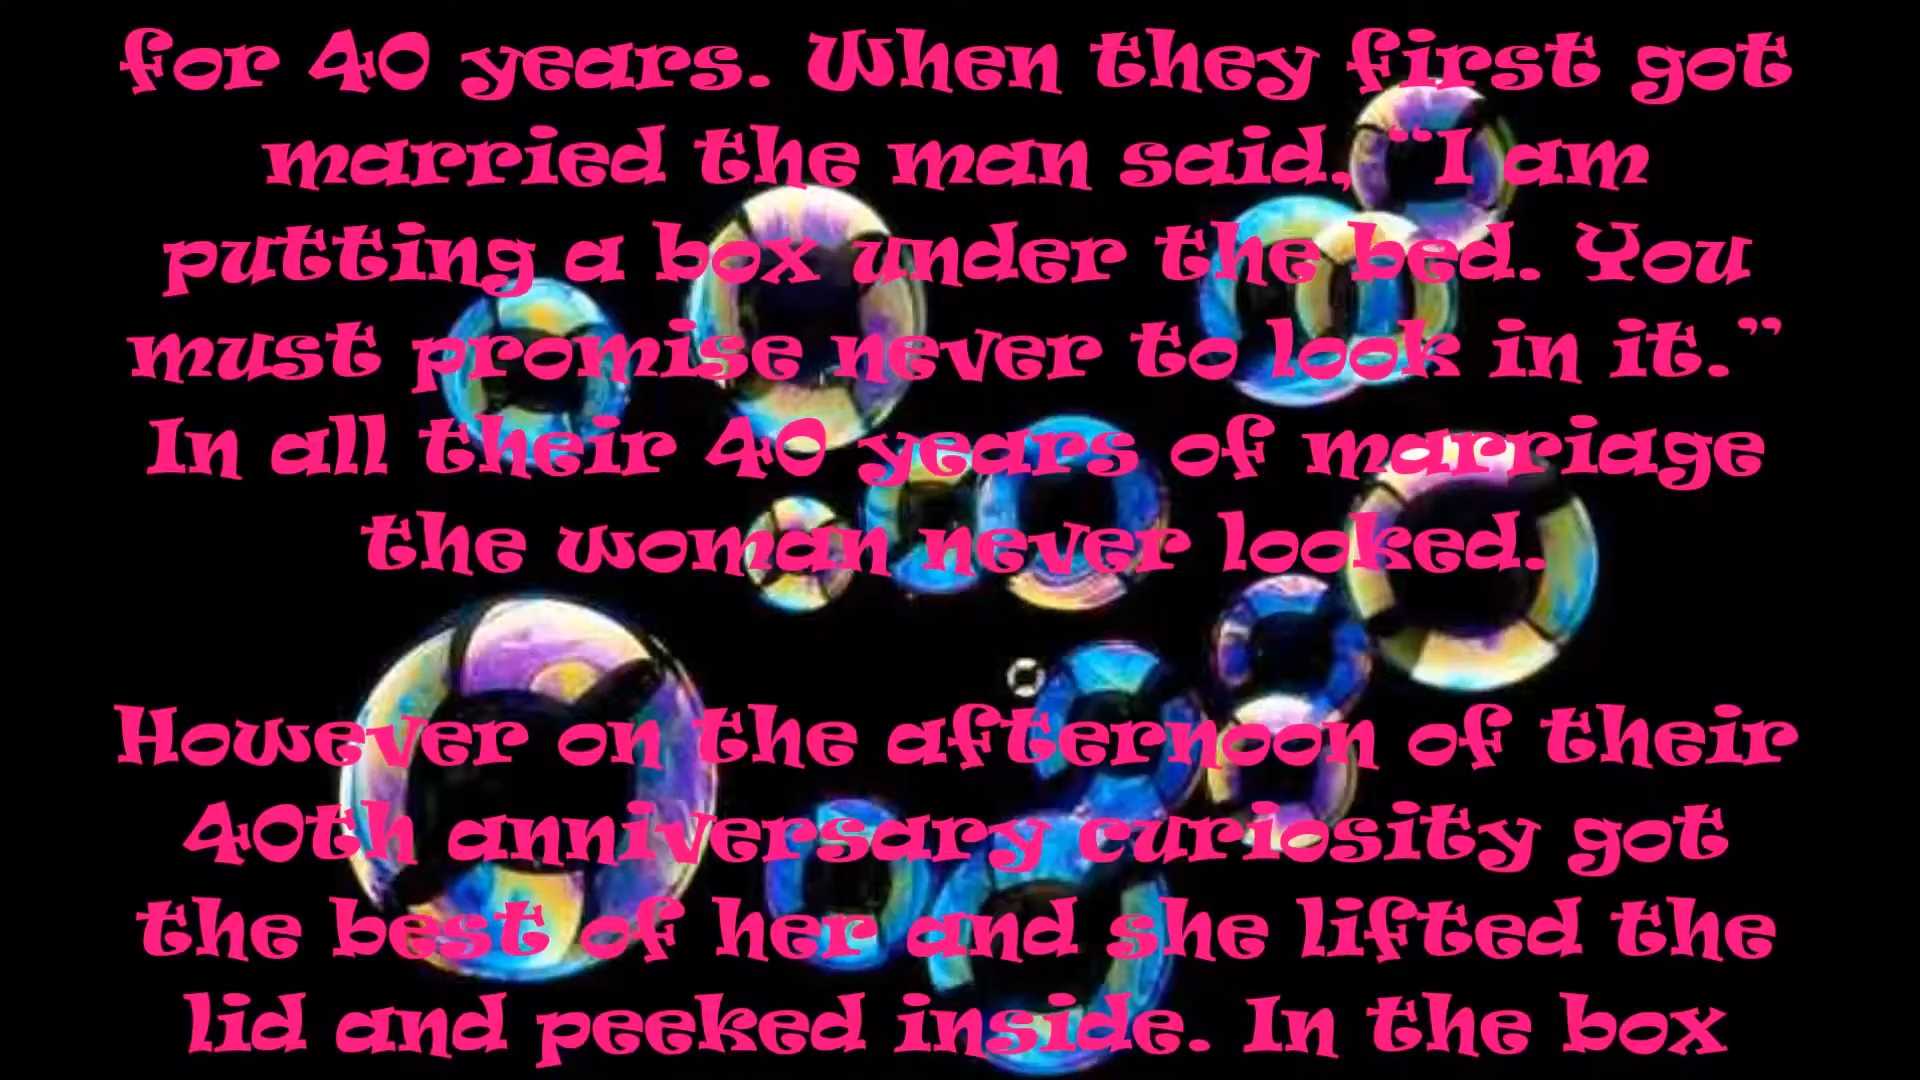 for 40 years. When they first got
married the man said, “I am
putting a box under the bed. You
must promise never to look in it.”
In all their 40 years of marriage
the woman never looked.
However on the afternoon of their
40th anniversary curiosity got
the best of her and she lifted the
lid and peeked inside. In the box